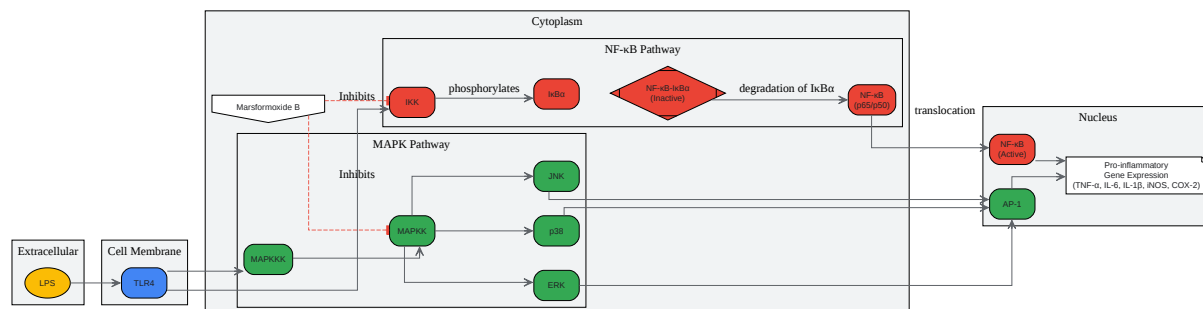 Cytoplasm
NF-κB Pathway
Inhibits
Marsformoxide B
IKK
phosphorylates
IκBα
NF-κB-IκBα
(Inactive)
degradation of IκBα
NF-κB
(p65/p50)
translocation
Nucleus
NF-κB
(Active)
Pro-inflammatory
Gene Expression
(TNF-α, IL-6, IL-1β, iNOS, COX-2)
AP-1
MAPK Pathway
Inhibits
JNK
MAPKK
p38
MAPKKK
ERK
Extracellular
LPS
Cell Membrane
TLR4